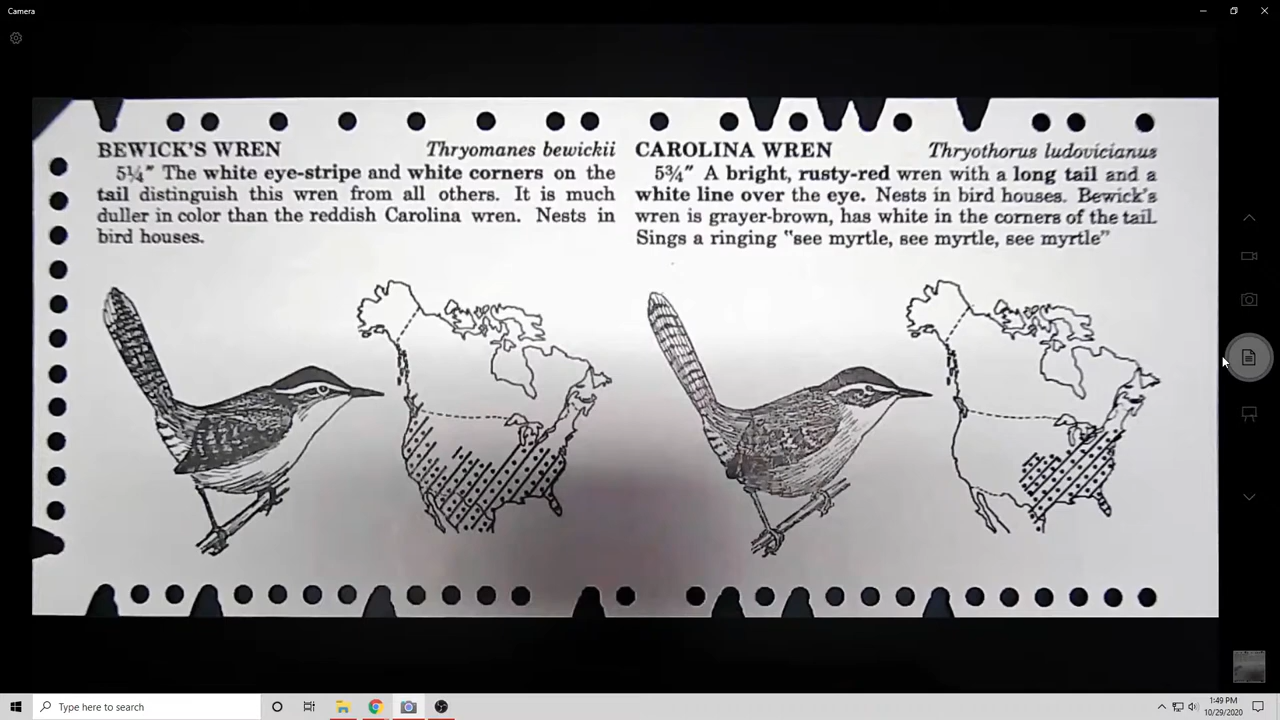 Camera
BEWICK'S WREN Thryomanes bewickii
5¼" The white eye-stripe and white corners on the
tail distinguish this wren from all others. It is much
duller in color than the reddish Carolina wren. Nests in
bird houses.
CAROLINA WREN Thryothorus ludovicianus
5¾" A bright, rusty-red wren with a long tail and a
white line over the eye. Nests in bird houses. Bewick's
wren is grayer-brown, has white in the corners of the tail.
Sings a ringing "see myrtle, see myrtle, see myrtle"
Type here to search
1:49 PM
10/29/2020